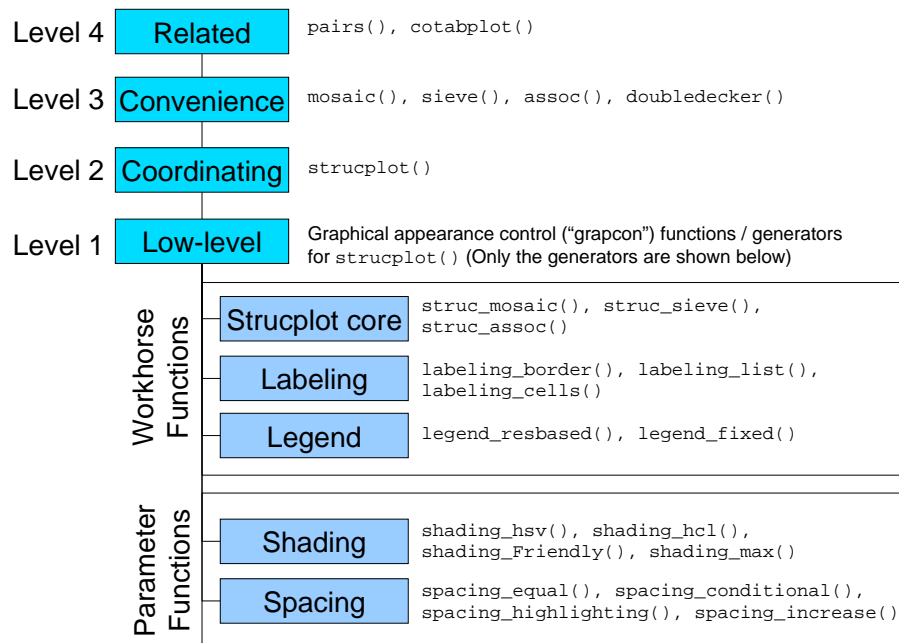 Level 4 Related pairs(), cotabplot()
Level 3 Convenience mosaic(), sieve(), assoc(), doubledecker()
Level 2 Coordinating strucplot()
Level 1 Low-level Graphical appearance control (“grapcon”) functions / generators
for strucplot() (Only the generators are shown below)
Workhorse
Functions
Strucplot core struc_mosaic(), struc_sieve(),
struc_assoc()
Labeling labeling_border(), labeling_list(),
labeling_cells()
Legend legend_resbased(), legend_fixed()
Parameter
Functions
Shading shading_hsv(), shading_hcl(),
shading_Friendly(), shading_max()
Spacing spacing_equal(), spacing_conditional(),
spacing_highlighting(), spacing_increase()